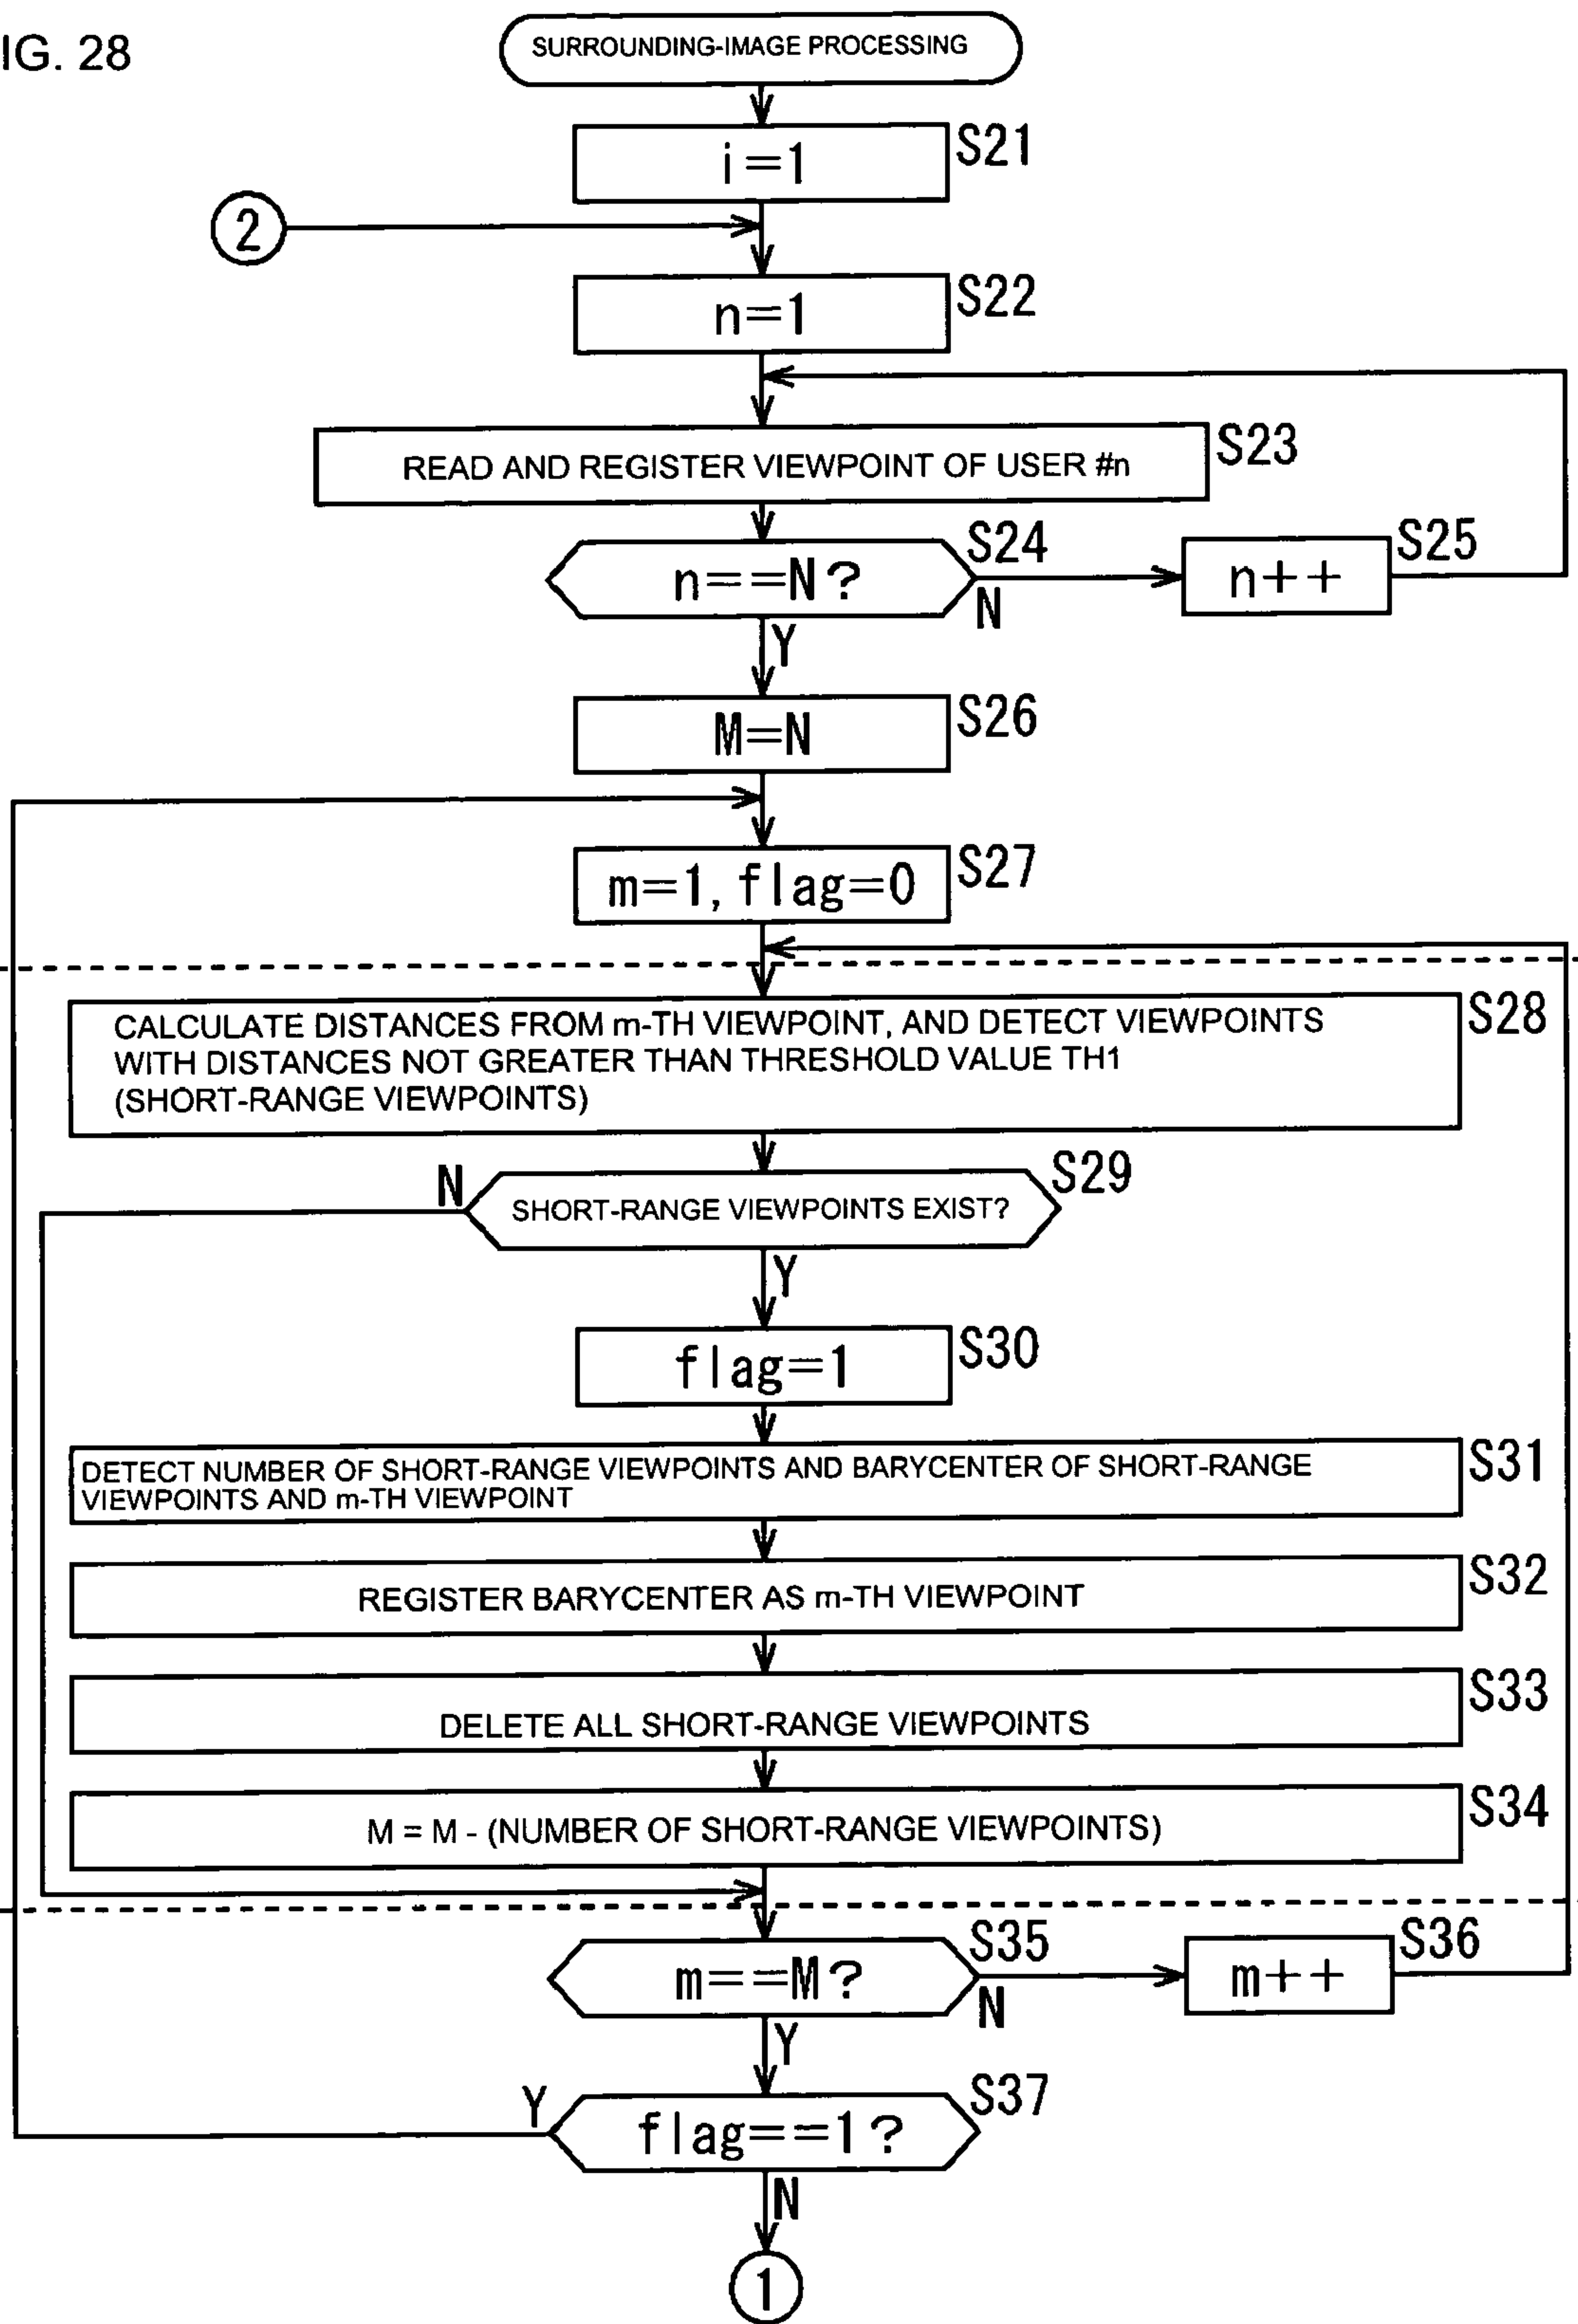 IG. 28
SURROUNDING-IMAGE PROCESSING
i=1
S21
2
n=1
S22
READ AND REGISTER VIEWPOINT OF USER #n
S23
n==N?
S24
N
n++
S25
Y
M=N
S26
m=1, flag=0
S27
CALCULATE DISTANCES FROM m-TH VIEWPOINT, AND DETECT VIEWPOINTS
WITH DISTANCES NOT GREATER THAN THRESHOLD VALUE TH1
(SHORT-RANGE VIEWPOINTS)
S28
N
SHORT-RANGE VIEWPOINTS EXIST?
S29
Y
flag=1
S30
DETECT NUMBER OF SHORT-RANGE VIEWPOINTS AND BARYCENTER OF SHORT-RANGE
VIEWPOINTS AND m-TH VIEWPOINT
S31
REGISTER BARYCENTER AS m-TH VIEWPOINT
S32
DELETE ALL SHORT-RANGE VIEWPOINTS
S33
M = M - (NUMBER OF SHORT-RANGE VIEWPOINTS)
S34
m==M?
S35
N
m++
S36
Y
Y
flag==1?
S37
N
1